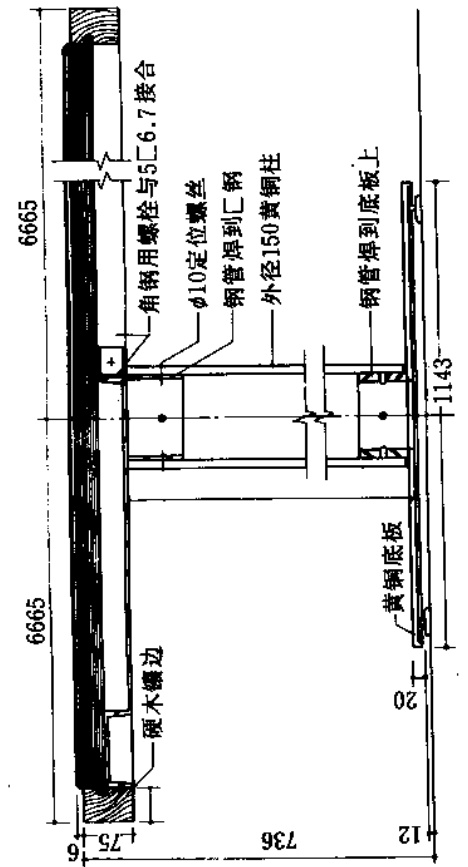 6665
6665
角钢用螺栓与5匚6.7接合
φ10定位螺丝
钢管焊到匚钢
外径150黄铜柱
钢管焊到底板上
硬木镶边
黄铜底板
6
75
736
12
20
1143